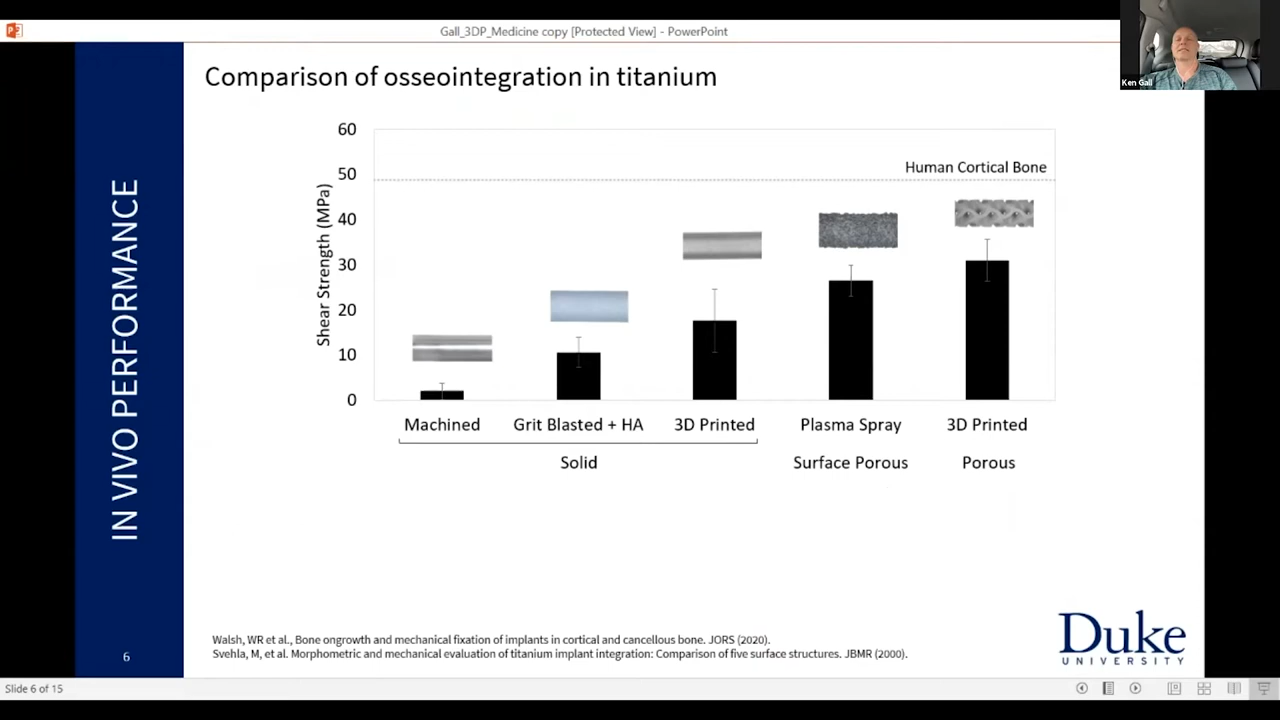 Gall_3DP_Medicine copy [Protected View] - PowerPoint
Ken Gall
Comparison of osseointegration in titanium
IN VIVO PERFORMANCE
6
Shear Strength (MPa)
60
50
40
30
20
10
0
Human Cortical Bone
Machined
Grit Blasted + HA
3D Printed
Plasma Spray
3D Printed
Solid
Surface Porous
Porous
Walsh, WR et al., Bone ongrowth and mechanical fixation of implants in cortical and cancellous bone. JORS (2020).
Svehla, M, et al. Morphometric and mechanical evaluation of titanium implant integration: Comparison of five surface structures. JBMR (2000).
Duke
UNIVERSITY
Slide 6 of 15